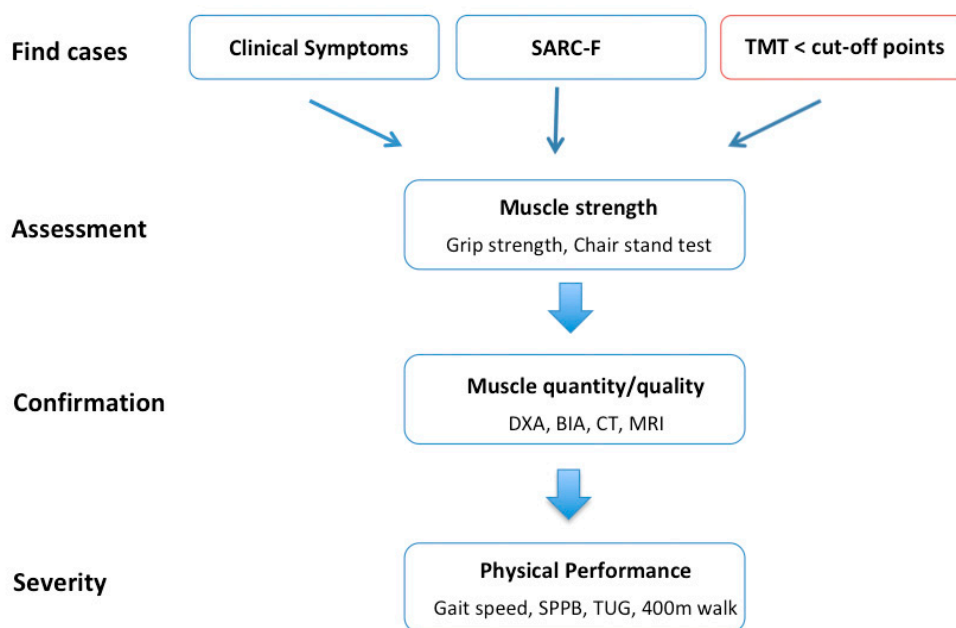 Find cases
Clinical Symptoms
SARC-F
TMT < cut-off points
Assessment
Muscle strength
Grip strength, Chair stand test
Confirmation
Muscle quantity/quality
DXA, BIA, CT, MRI
Severity
Physical Performance
Gait speed, SPPB, TUG, 400m walk